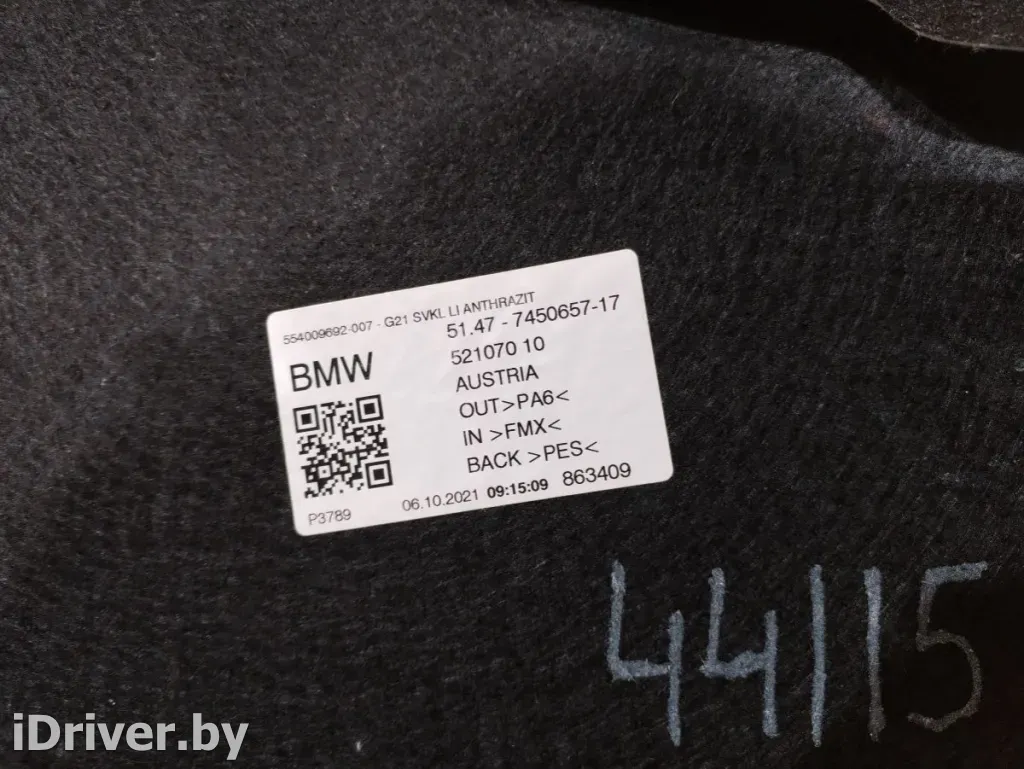 554009692-007 - G21 SVKL LI ANTHRAZIT
51.47 - 7450657-17
BMW
521070 10
AUSTRIA
OUT>PA6<
IN >FMX<
BACK >PES<
P3789
06.10.2021 09:15:09 863409
44115
iDriver.by